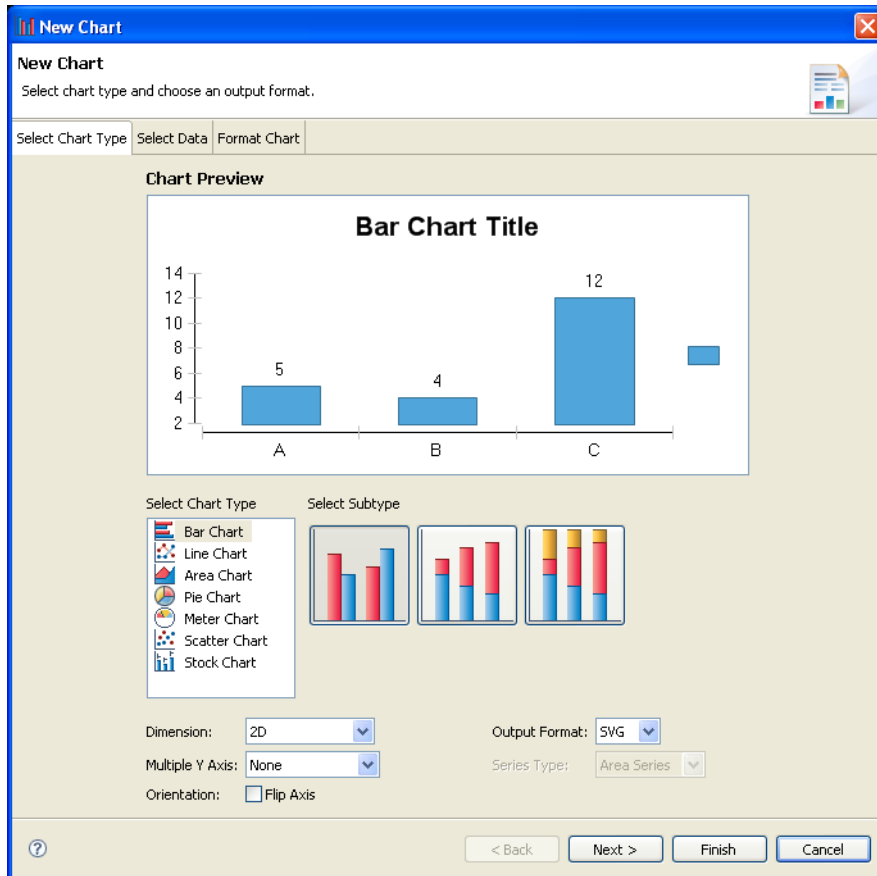 New Chart
New Chart
Select chart type and choose an output format.
Select Chart Type Select Data Format Chart
Chart Preview
Bar Chart Title
14
12
10
8
6
4
2
5
4
12
A B C
Select Chart Type Select Subtype
Bar Chart
Line Chart
Area Chart
Pie Chart
Meter Chart
Scatter Chart
Stock Chart
Dimension: 2D Output Format: SVG
Multiple Y Axis: None Series Type: Area Series
Orientation: Flip Axis
? < Back Next > Finish Cancel